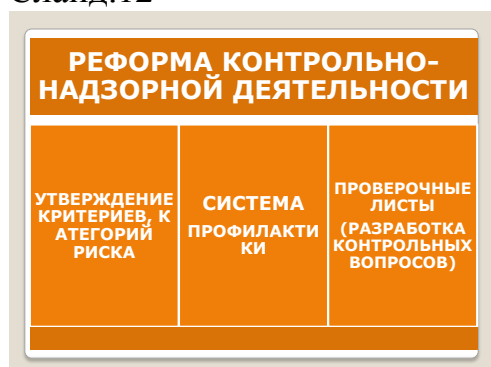 Слайд.12
РЕФОРМА КОНТРОЛЬНО-
НАДЗОРНОЙ ДЕЯТЕЛЬНОСТИ
УТВЕРЖДЕНИЕ
КРИТЕРИЕВ, К
АТЕГОРИЙ
РИСКА
СИСТЕМА
ПРОФИЛАКТИ
КИ
ПРОВЕРОЧНЫЕ
ЛИСТЫ
(РАЗРАБОТКА
КОНТРОЛЬНЫХ
ВОПРОСОВ)